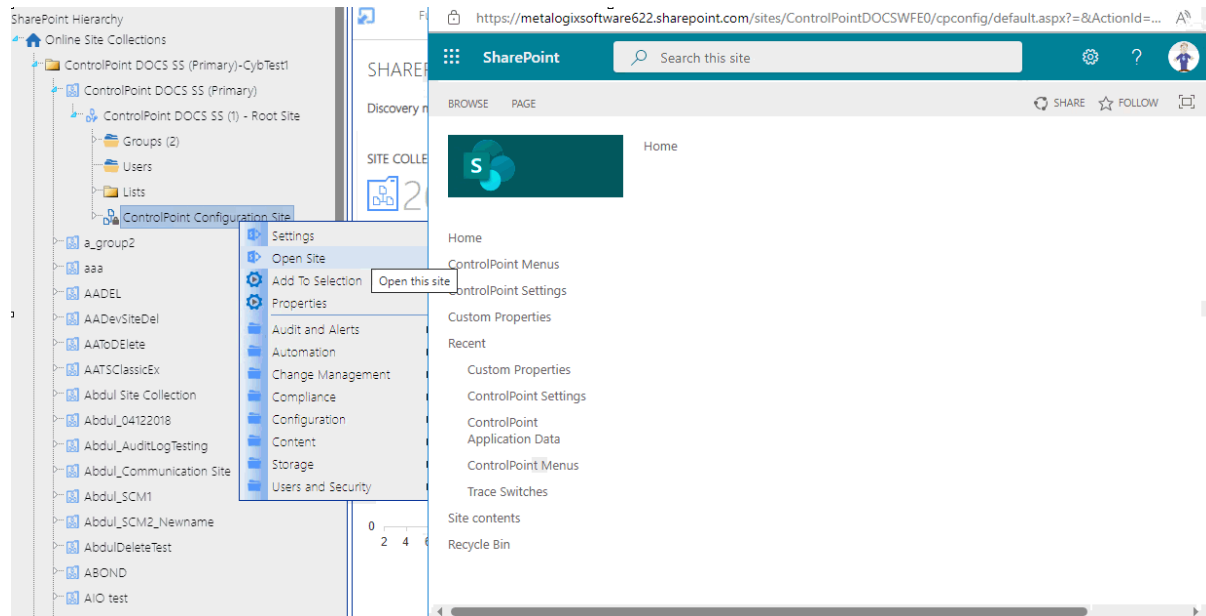 SharePoint Hierarchy
Online Site Collections
ControlPoint DOCS SS (Primary)-CybTest1
ControlPoint DOCS SS (Primary)
ControlPoint DOCS SS (1) - Root Site
Groups (2)
Users
Lists
ControlPoint Configuration Site
a_group2
aaa
AADEL
AADevSiteDel
AAToDElete
AATSClassicEx
Abdul Site Collection
Abdul_04122018
Abdul_AuditLogTesting
Abdul_Communication Site
Abdul_SCM1
Abdul_SCM2_Newname
AbdulDeleteTest
ABOND
AIO test
Settings
Open Site
Add To Selection
Properties
Audit and Alerts
Automation
Change Management
Compliance
Configuration
Content
Storage
Users and Security
Open this site
SHAREP
Discovery n
SITE COLLE
0
2 4
https://metalogixsoftware622.sharepoint.com/sites/ControlPointDOCSWFE0/cpconfig/default.aspx?=&ActionId=...
SharePoint
Search this site
BROWSE PAGE
SHARE FOLLOW
S
Home
Home
ControlPoint Menus
ControlPoint Settings
Custom Properties
Recent
Custom Properties
ControlPoint Settings
ControlPoint
Application Data
ControlPoint Menus
Trace Switches
Site contents
Recycle Bin